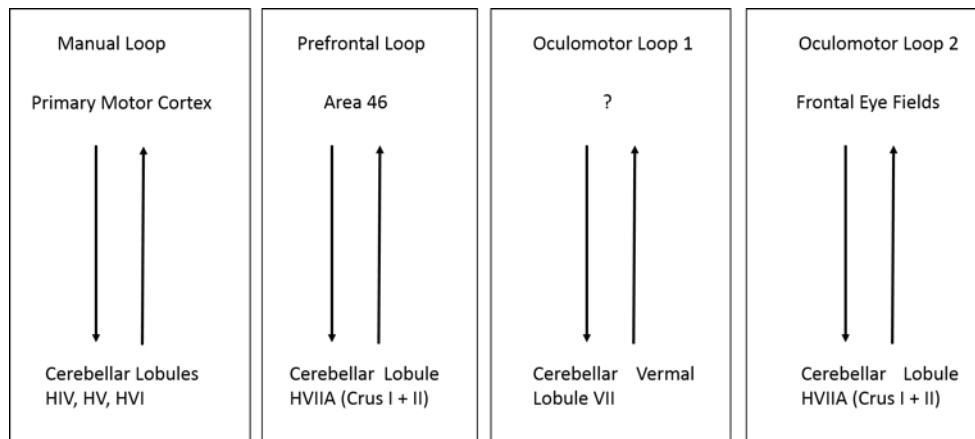 Manual Loop
Primary Motor Cortex
Cerebellar Lobules
HIV, HV, HVI
Prefrontal Loop
Area 46
Cerebellar Lobule
HVIIA (Crus I + II)
Oculomotor Loop 1
?
Cerebellar Vermal
Lobule VII
Oculomotor Loop 2
Frontal Eye Fields
Cerebellar Lobule
HVIIA (Crus I + II)